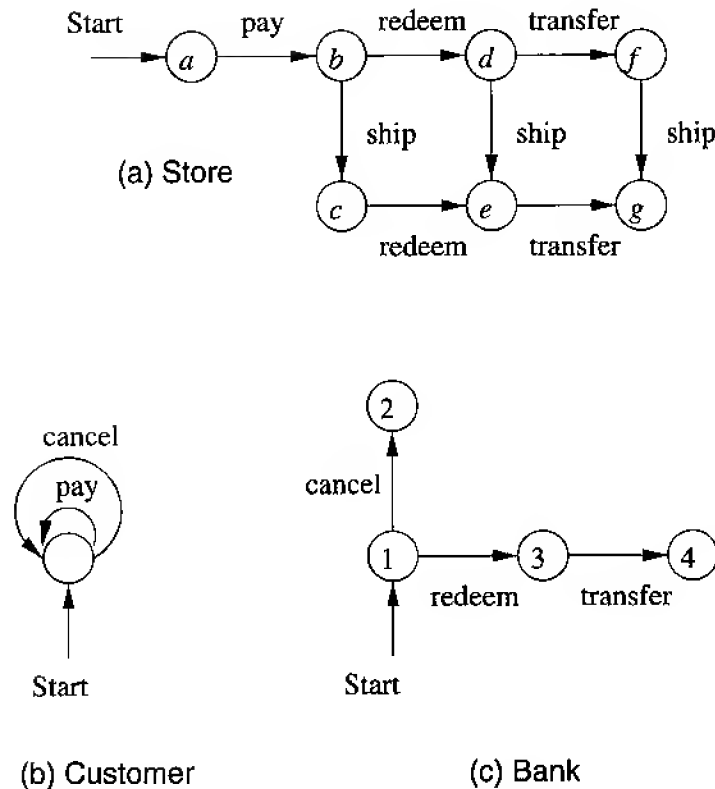 Start
pay
redeem
transfer
a
b
d
f
ship
ship
ship
(a) Store
c
e
g
redeem
transfer
2
cancel
pay
cancel
1
3
4
redeem
transfer
Start
Start
(b) Customer
(c) Bank